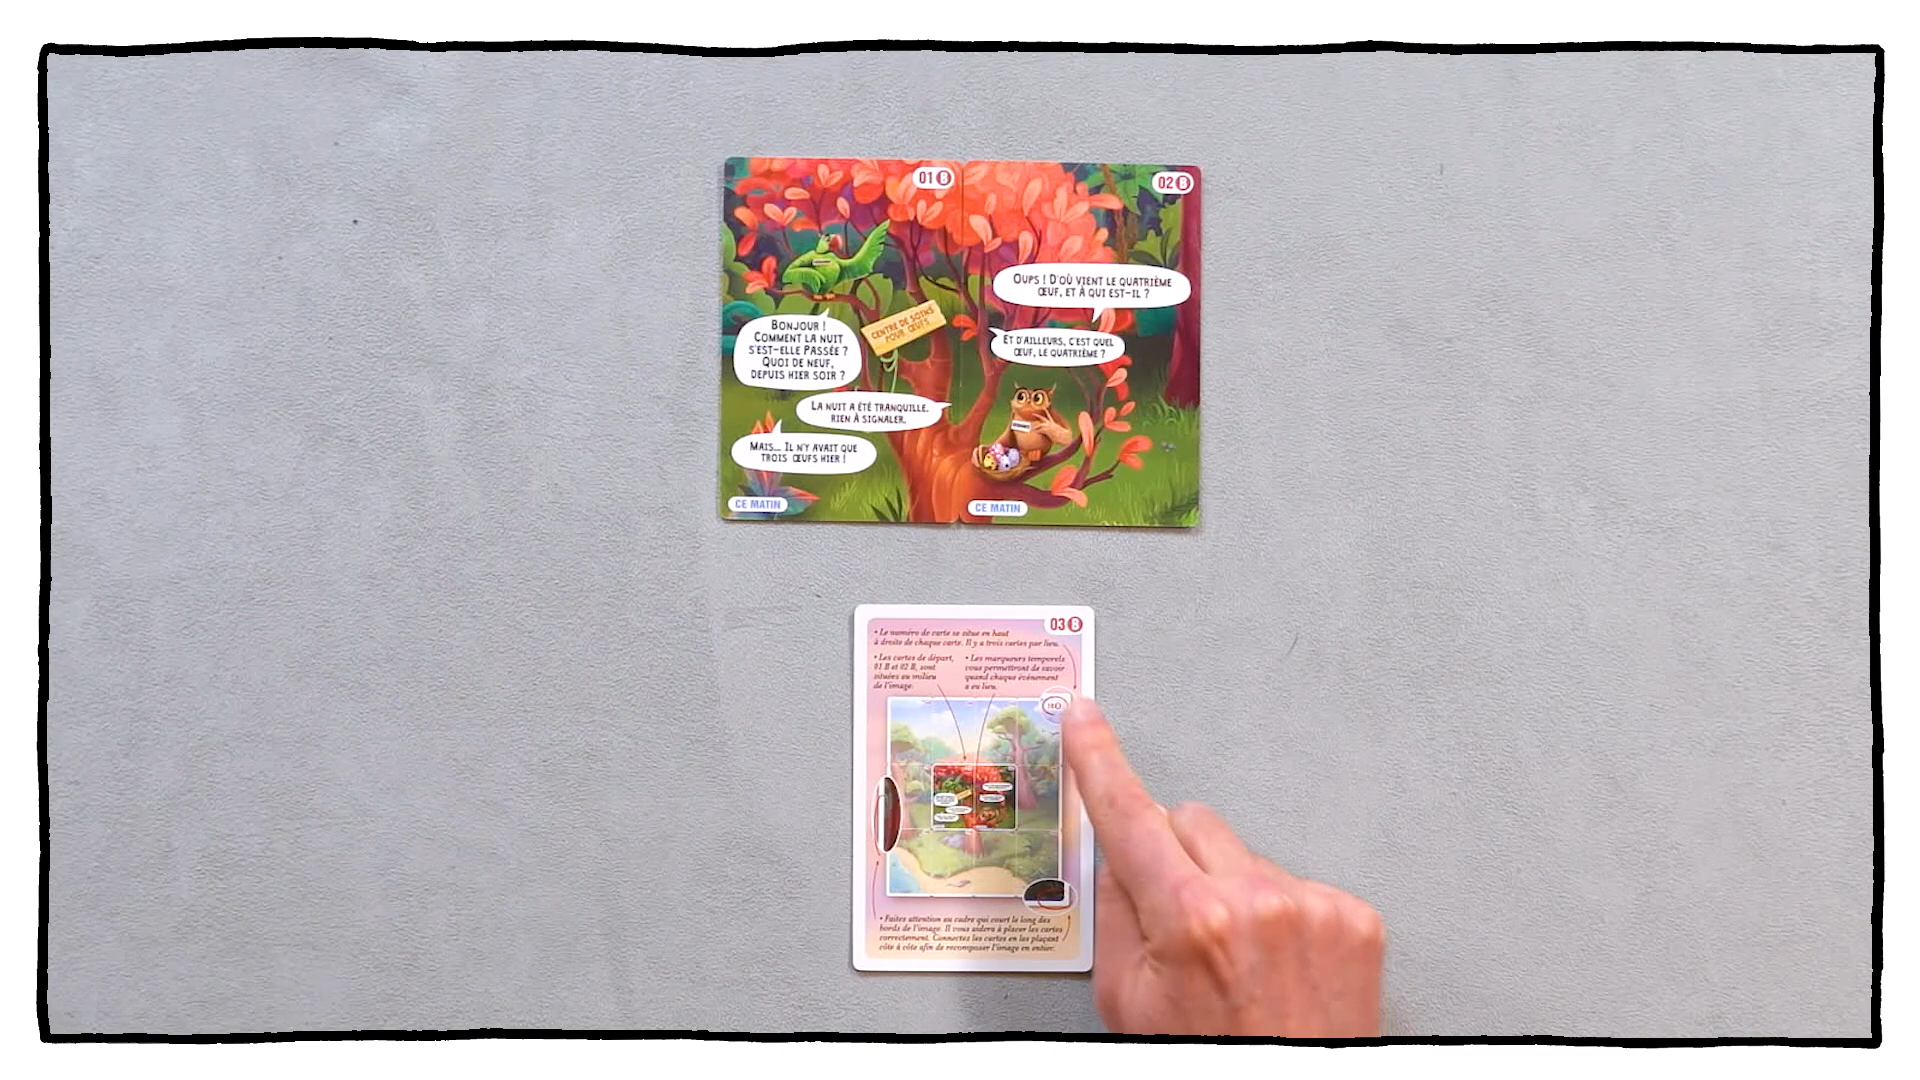 01 B
BONJOUR !
COMMENT LA NUIT
S'EST-ELLE PASSÉE ?
QUOI DE NEUF,
DEPUIS HIER SOIR ?
CENTRE DE SOINS
POUR ŒUFS
LA NUIT A ÉTÉ TRANQUILLE.
RIEN À SIGNALER.
MAIS... IL N'Y AVAIT QUE
TROIS ŒUFS HIER !
CE MATIN
02 B
OUPS ! D'OÙ VIENT LE QUATRIÈME
ŒUF, ET À QUI EST-IL ?
ET D'AILLEURS, C'EST QUEL
ŒUF, LE QUATRIÈME ?
CE MATIN
03 B
• Le numéro de carte se situe en haut
à droite de chaque carte. Il y a trois cartes par lieu.
• Les cartes de départ,
01 B et 02 B, sont
situées au milieu
de l'image.
• Les marqueurs temporels
vous permettront de savoir
quand chaque événement
a eu lieu.
• Faites attention au cadre qui court le long des
bords de l'image. Il vous aidera à placer les cartes
correctement. Connectez les cartes en les plaçant
côte à côte afin de recomposer l'image en entier.